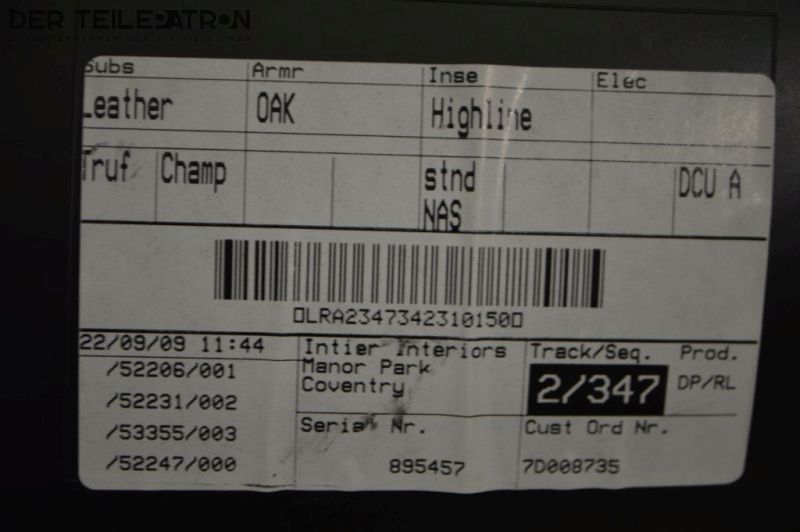 DER TEILEPATRON
Subs Armr Inse Elec
Leather OAK Highline
Truf Champ stnd DCU A
NAS
▯LRA2347342310150▯
22/09/09 11:44 Intier Interiors Track/Seq. Prod.
/52206/001 Manor Park 2/347 DP/RL
/52231/002 Coventry
/53355/003 Serial Nr. Cust Ord Nr.
/52247/000 895457 7D008735